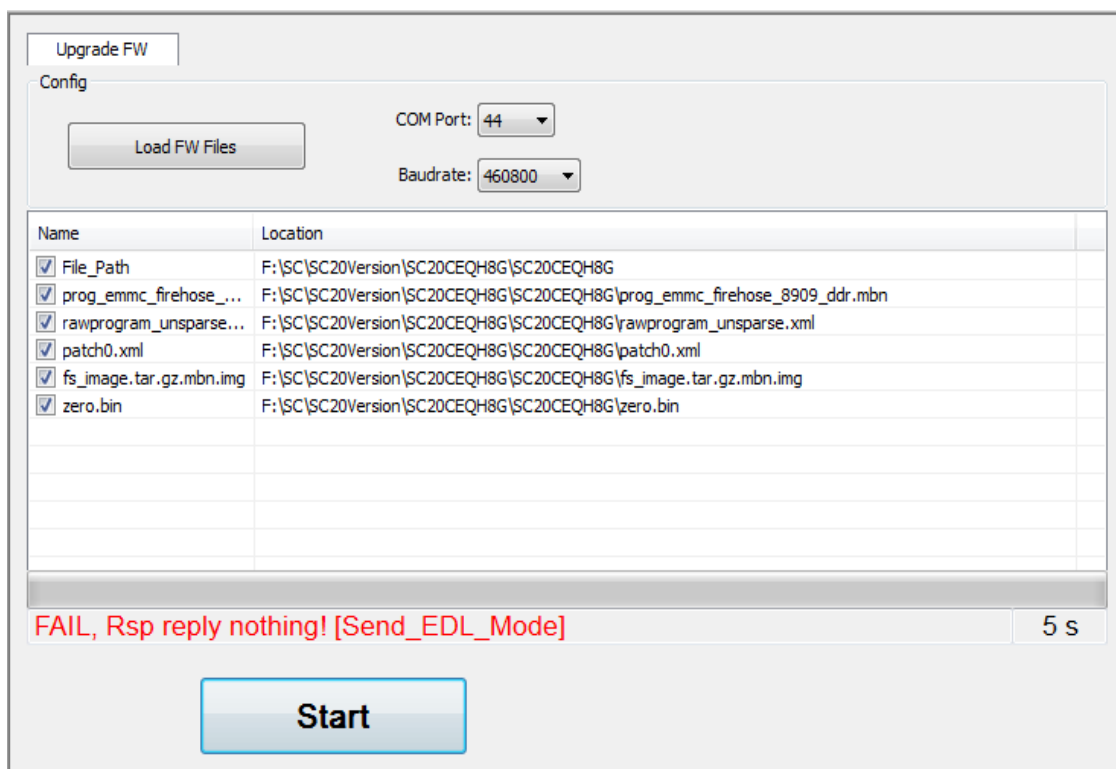 Upgrade FW
Config
Load FW Files
COM Port: 44
Baudrate: 460800
Name Location
File_Path F:\SC\SC20Version\SC20CEQH8G\SC20CEQH8G
prog_emmc_firehose_... F:\SC\SC20Version\SC20CEQH8G\SC20CEQH8G\prog_emmc_firehose_8909_ddr.mbn
rawprogram_unsparse... F:\SC\SC20Version\SC20CEQH8G\SC20CEQH8G\rawprogram_unsparse.xml
patch0.xml F:\SC\SC20Version\SC20CEQH8G\SC20CEQH8G\patch0.xml
fs_image.tar.gz.mbn.img F:\SC\SC20Version\SC20CEQH8G\SC20CEQH8G\fs_image.tar.gz.mbn.img
zero.bin F:\SC\SC20Version\SC20CEQH8G\SC20CEQH8G\zero.bin
FAIL, Rsp reply nothing! [Send_EDL_Mode] 5 s
Start